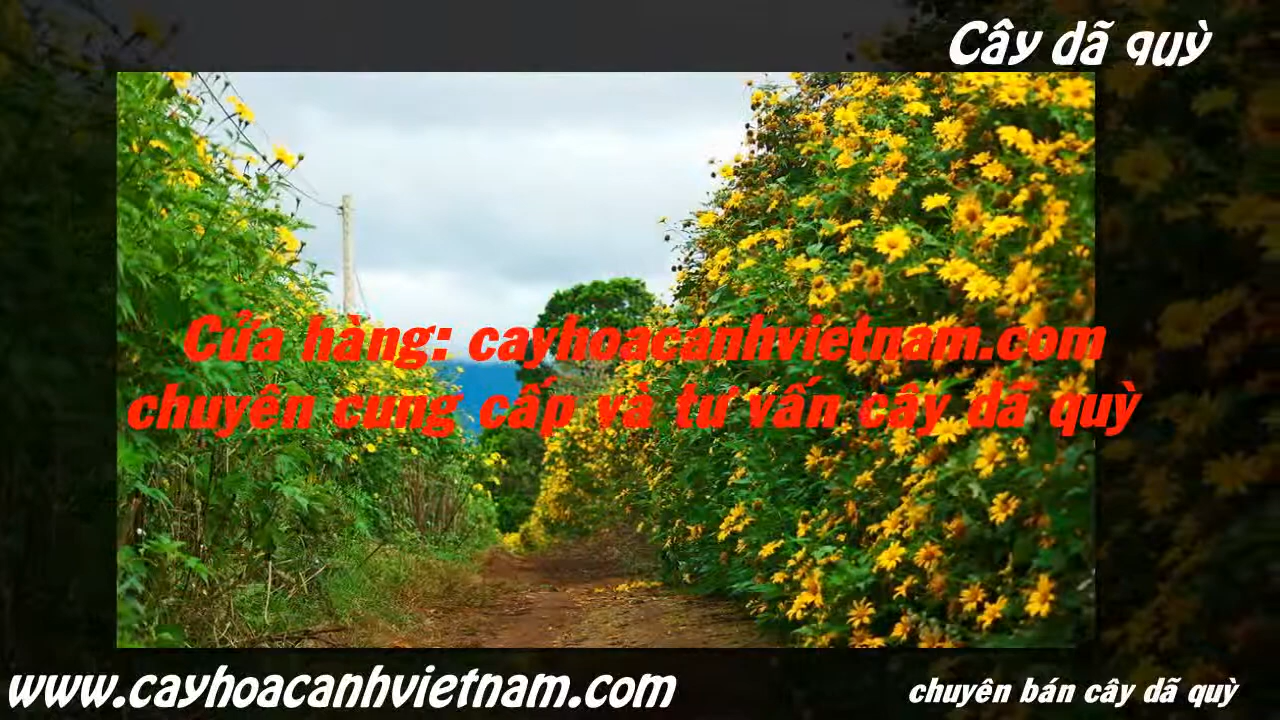 Cây dã quỳ
Cửa hàng: cayhoacanhvietnam.com
chuyên cung cấp và tư vấn cây dã quỳ
www.cayhoacanhvietnam.com
chuyên bán cây dã quỳ